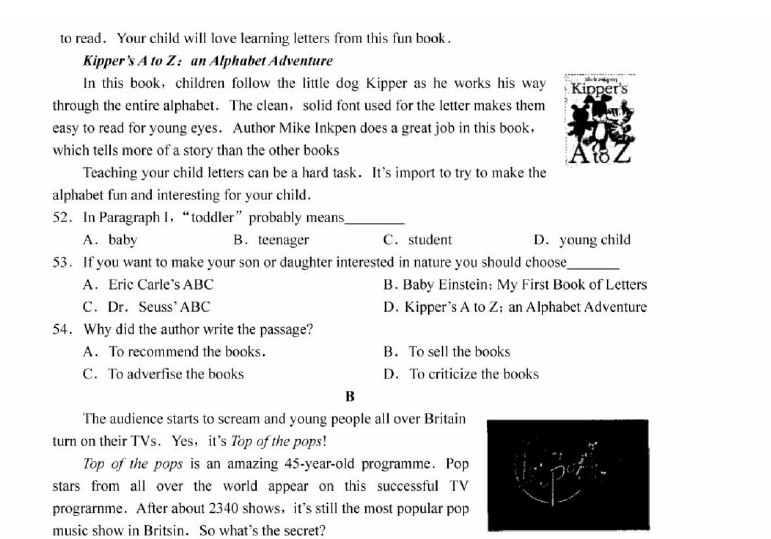 to read. Your child will love learning letters from this fun book.
Kipper's A to Z: an Alphabet Adventure
In this book, children follow the little dog Kipper as he works his way
through the entire alphabet. The clean, solid font used for the letter makes them
easy to read for young eyes. Author Mike Inkpen does a great job in this book,
which tells more of a story than the other books
Kipper's
A to Z
Teaching your child letters can be a hard task. It's import to try to make the
alphabet fun and interesting for your child.
52. In Paragraph I, "toddler" probably means________
A. baby B. teenager C. student D. young child
53. If you want to make your son or daughter interested in nature you should choose_______
A. Eric Carle's ABC B. Baby Einstein; My First Book of Letters
C. Dr. Seuss' ABC D. Kipper's A to Z; an Alphabet Adventure
54. Why did the author write the passage?
A. To recommend the books. B. To sell the books
C. To adverfise the books D. To criticize the books
B
The audience starts to scream and young people all over Britain
turn on their TVs. Yes, it's Top of the pops!
Top of the pops is an amazing 45-year-old programme. Pop
stars from all over the world appear on this successful TV
prograrnme. After about 2340 shows, it's still the most popular pop
music show in Britsin. So what's the secret?